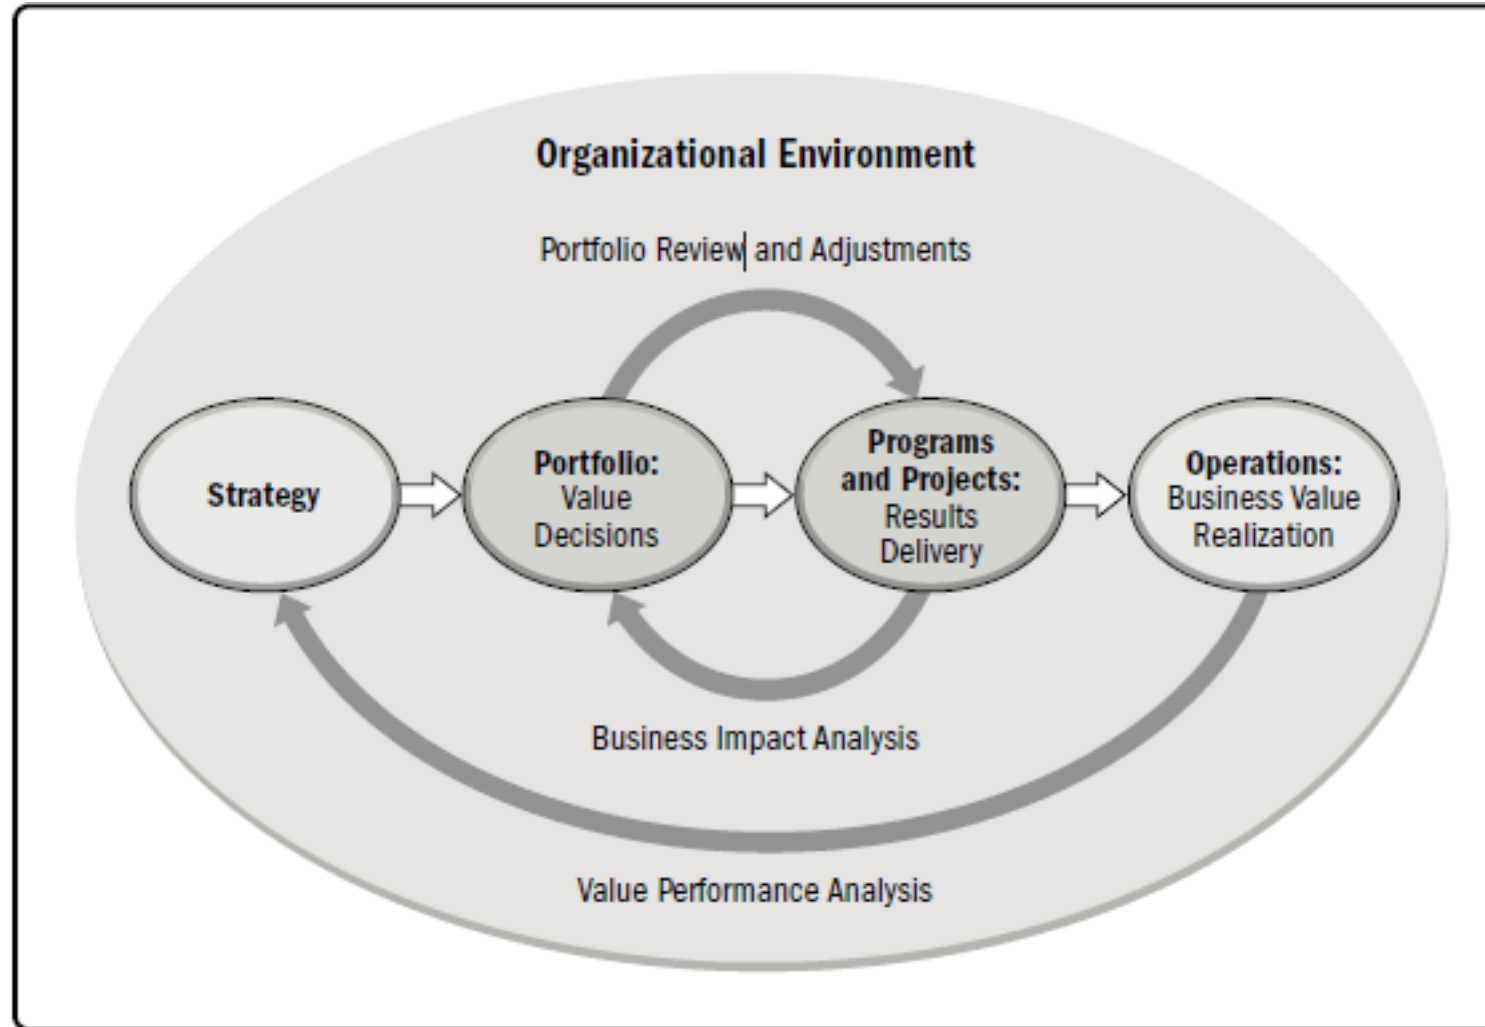 Organizational Environment
Portfolio Review and Adjustments
Strategy
Portfolio:
Value
Decisions
Programs
and Projects:
Results
Delivery
Operations:
Business Value
Realization
Business Impact Analysis
Value Performance Analysis